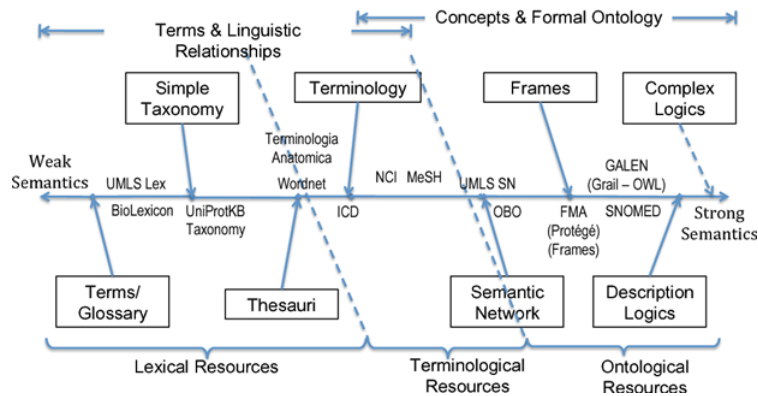 Terms & Linguistic
Relationships
Concepts & Formal Ontology
Simple
Taxonomy
Terminology
Frames
Complex
Logics
Terminologia
Anatomica
Weak
Semantics
UMLS Lex
Wordnet
NCI MeSH
UMLS SN
GALEN
(Grail – OWL)
BioLexicon
UniProtKB
Taxonomy
ICD
OBO
FMA
(Protégé)
(Frames)
SNOMED
Strong
Semantics
Terms/
Glossary
Thesauri
Semantic
Network
Description
Logics
Lexical Resources
Terminological
Resources
Ontological
Resources